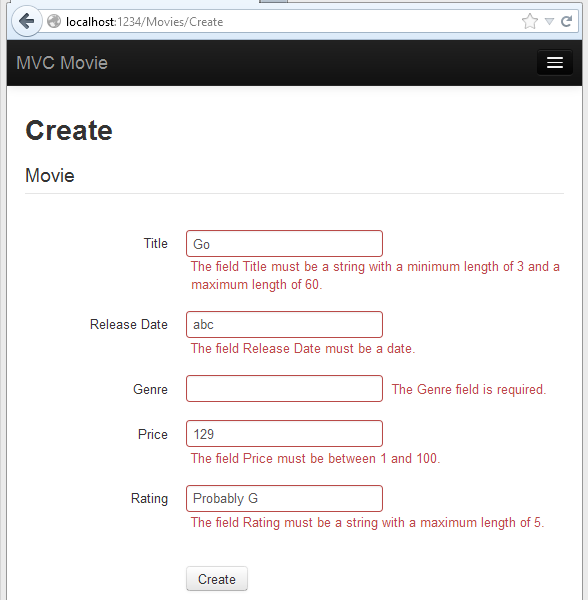 localhost:1234/Movies/Create
MVC Movie
Create
Movie
Title
Go
The field Title must be a string with a minimum length of 3 and a
maximum length of 60.
Release Date
abc
The field Release Date must be a date.
Genre
The Genre field is required.
Price
129
The field Price must be between 1 and 100.
Rating
Probably G
The field Rating must be a string with a maximum length of 5.
Create